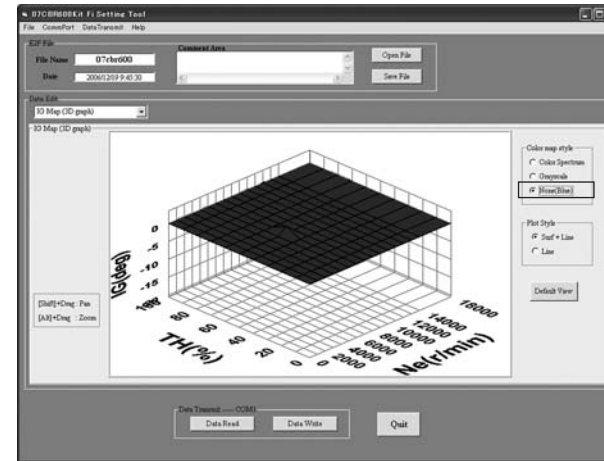 07CBR600Kit Fi Setting Tool
File CommPort DataTransmit Help
E2P File
File Name 07cbr600
Date 2006/12/19 9:45:30
Comment Area
Open File
Save File
Data Edit
IG Map (3D graph)
IG Map (3D graph)
Color map style
Color Spectrum
Grayscale
None(Blue)
Plot Style
Surf + Line
Line
Default View
IG(deg)
0
-5
-10
-15
TH(%)
80
60
40
20
0
Ne(r/min)
0
2000
4000
6000
8000
10000
12000
14000
18000
[Shift]+Drag : Pan
[Alt]+Drag : Zoom
Data Transmit ----- COM1
Data Read
Data Write
Quit